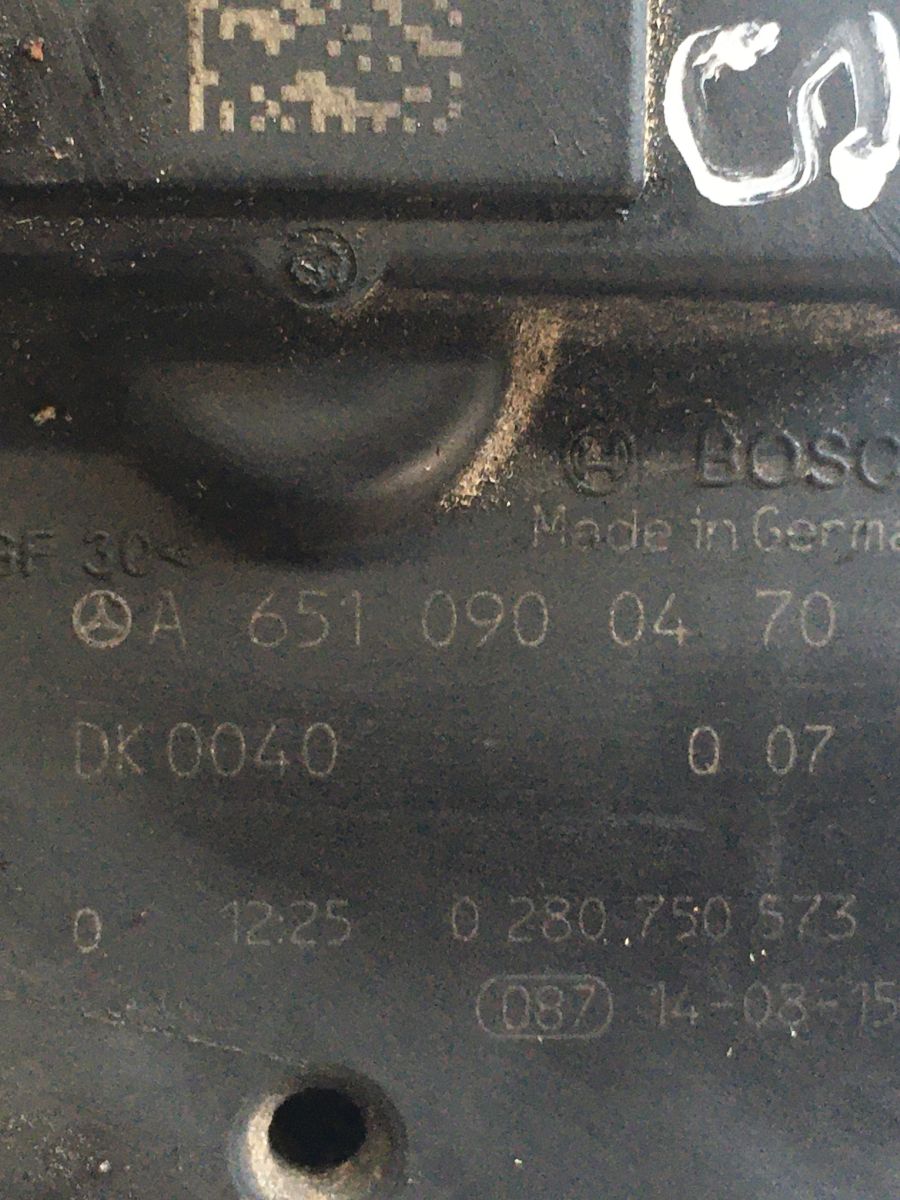 BOSC
Made in Germa
GF 30<
A 651 090 04 70
DK 0040 Q 07
0 12:25 0 280 750 573
087 14-08-15